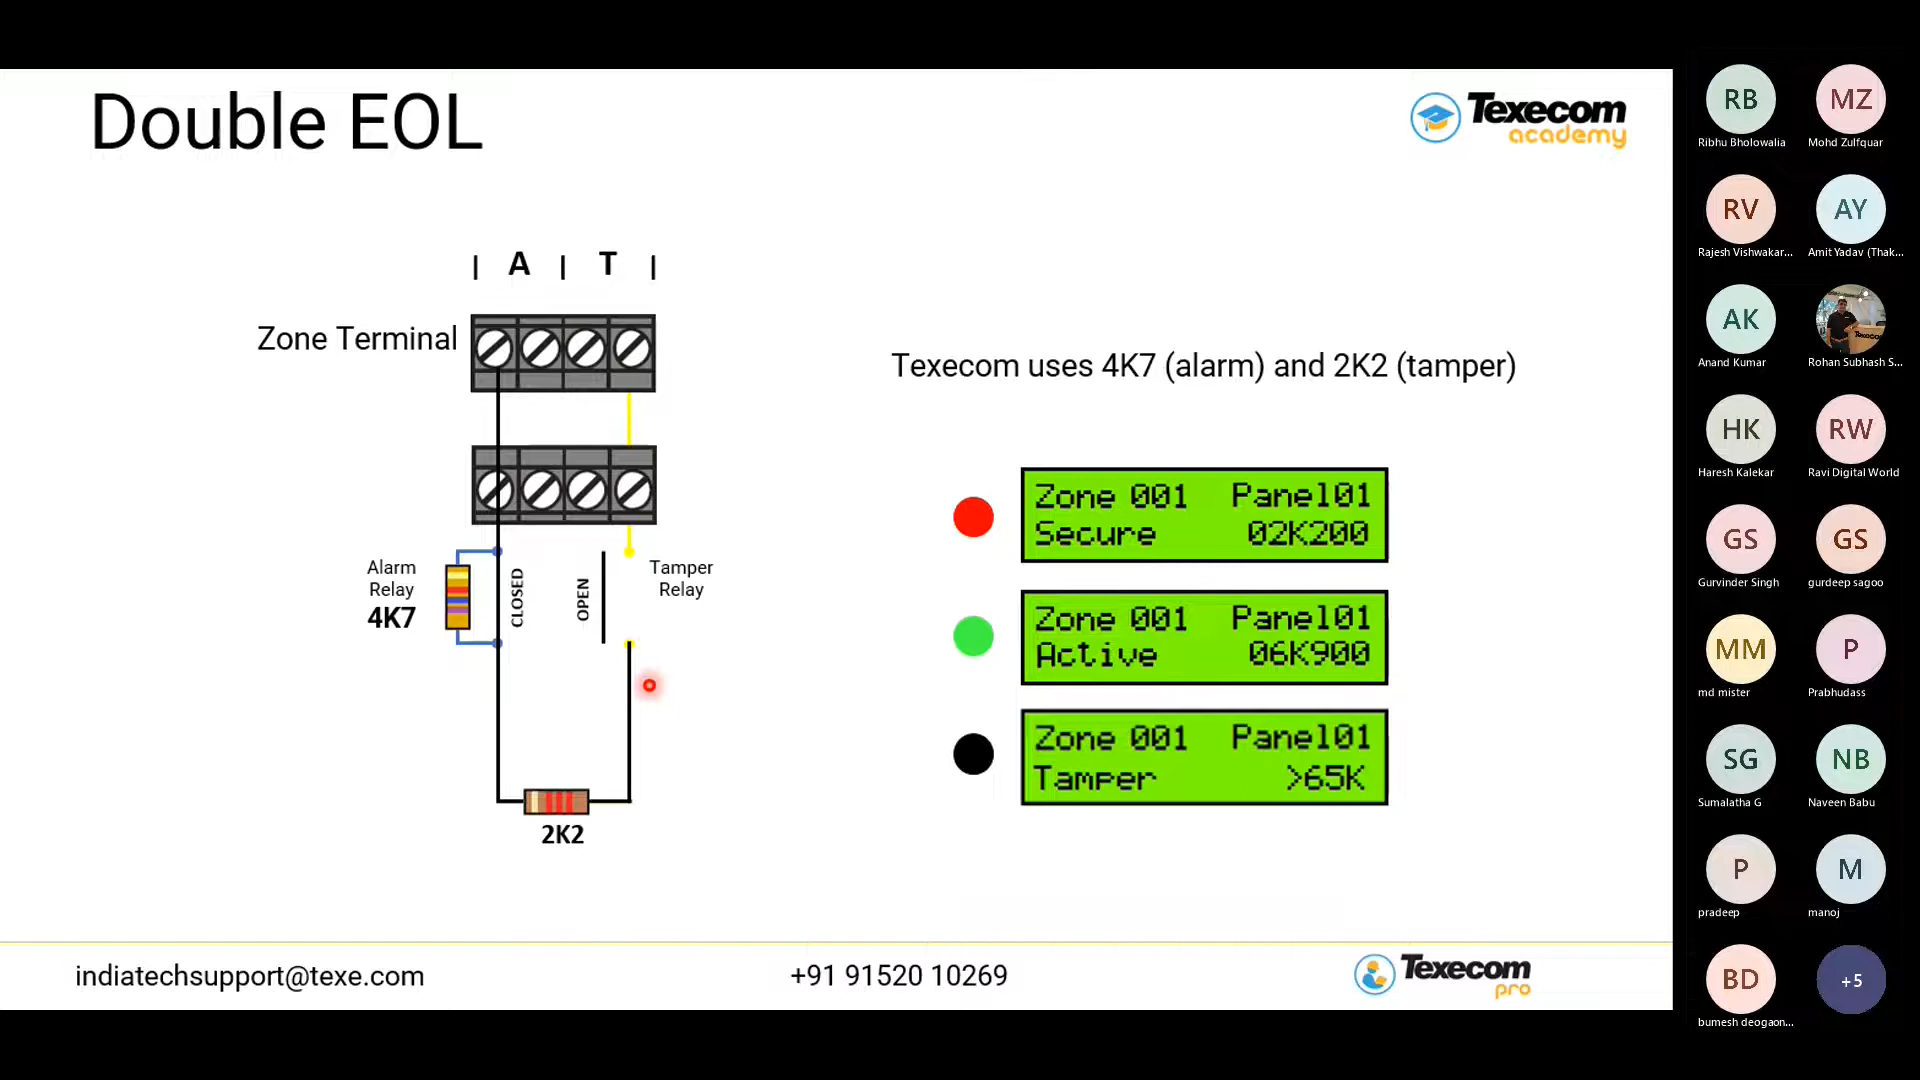 Double EOL
Texecom
academy
| A | T |
Zone Terminal
Texecom uses 4K7 (alarm) and 2K2 (tamper)
Zone 001 Panel01
Secure 02K200
Zone 001 Panel01
Active 06K900
Zone 001 Panel01
Tamper >65K
Alarm
Relay
4K7
CLOSED
OPEN
Tamper
Relay
2K2
indiatechsupport@texe.com
+91 91520 10269
Texecom
pro
RB
Ribhu Bholowalia
MZ
Mohd Zulfquar
RV
Rajesh Vishwakar...
AY
Amit Yadav (Thak...
AK
Anand Kumar
Rohan Subhash S...
HK
Haresh Kalekar
RW
Ravi Digital World
GS
Gurvinder Singh
GS
gurdeep sagoo
MM
md mister
P
Prabhudass
SG
Sumalatha G
NB
Naveen Babu
P
pradeep
M
manoj
BD
bumesh deogaon...
+5